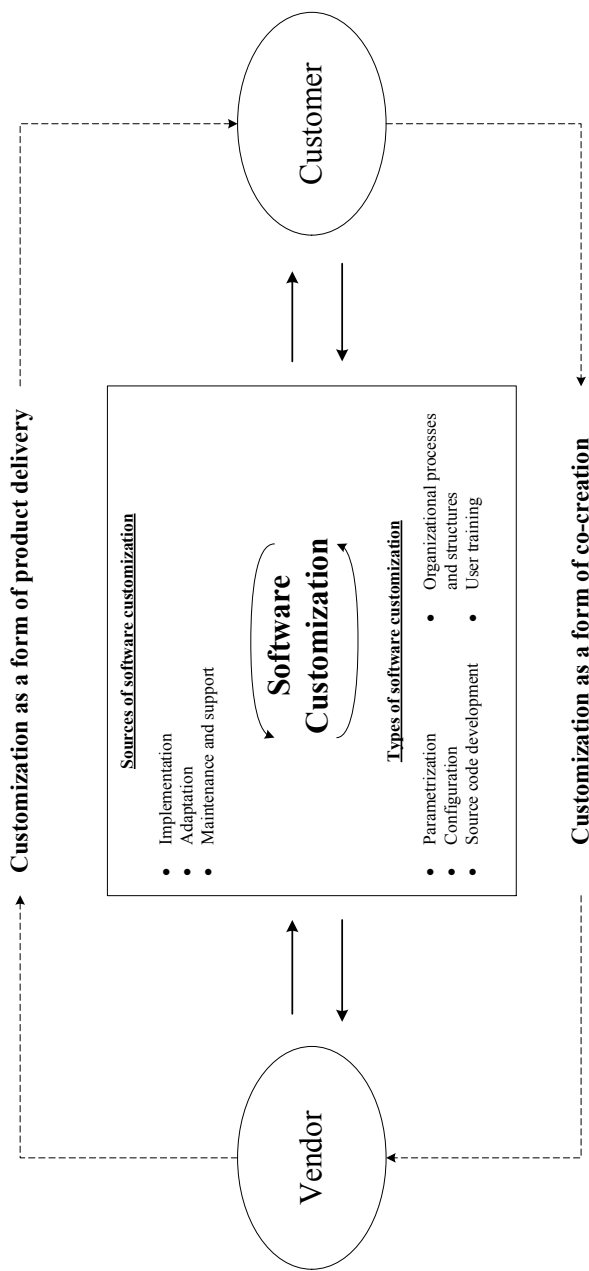 Customization as a form of product delivery
Vendor
Sources of software customization
• Implementation
• Adaptation
• Maintenance and support
Software
Customization
Types of software customization
• Parametrization
• Configuration
• Source code development
• Organizational processes
and structures
• User training
Customer
Customization as a form of co-creation